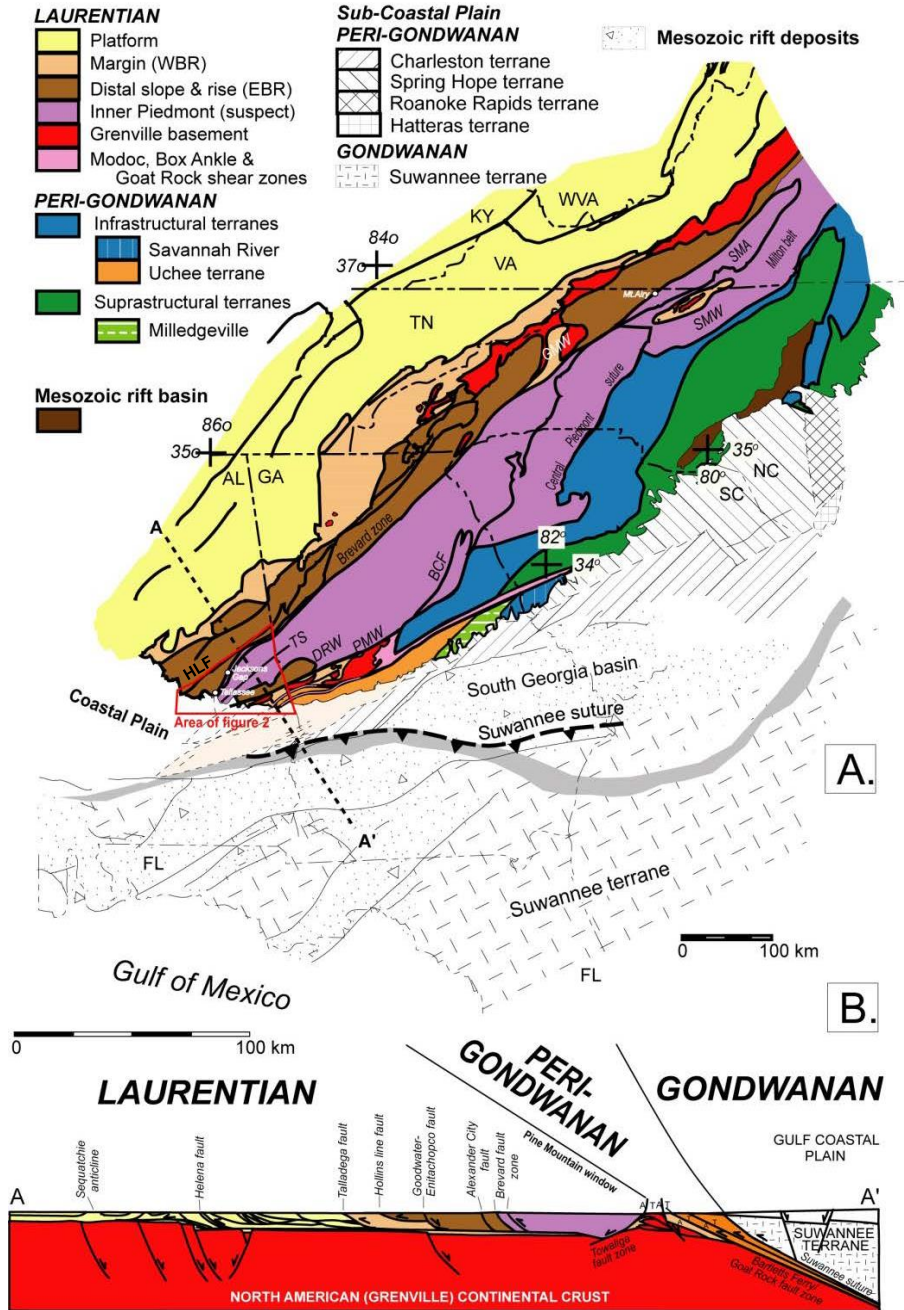 LAURENTIAN
Platform
Margin (WBR)
Distal slope & rise (EBR)
Inner Piedmont (suspect)
Grenville basement
Modoc, Box Ankle &
Goat Rock shear zones
PERI-GONDWANAN
Infrastructural terranes
Savannah River
Uchee terrane
Suprastructural terranes
Milledgeville
Mesozoic rift basin
Sub-Coastal Plain
PERI-GONDWANAN
Charleston terrane
Spring Hope terrane
Roanoke Rapids terrane
Hatteras terrane
GONDWANAN
Suwannee terrane
Mesozoic rift deposits
KY
WVA
84o
37o
VA
TN
SMA
Milton belt
Mt.Airy
SMW
GMW
suture
Piedmont
Central
86o
35o
AL
GA
35o
80o
NC
SC
A
Brevard zone
BCF
82o
34o
TS
DRW
PMW
HLF
Jacksons
Gap
Tallassee
Area of figure 2
Coastal Plain
South Georgia basin
Suwannee suture
A.
A'
FL
Suwannee terrane
0
100 km
FL
Gulf of Mexico
B.
0
100 km
LAURENTIAN
PERI-
GONDWANAN
GONDWANAN
Sequatchie
anticline
Helena fault
Talladega fault
Hollins line fault
Goodwater-
Enitachopco fault
Alexander City
fault
Brevard fault
zone
Pine Mountain window
GULF COASTAL
PLAIN
A
A'
A T A T
A T
A T
Towaliga
fault zone
Bartletts Ferry/
Goat Rock fault zone
SUWANNEE
TERRANE
Suwannee suture
NORTH AMERICAN (GRENVILLE) CONTINENTAL CRUST